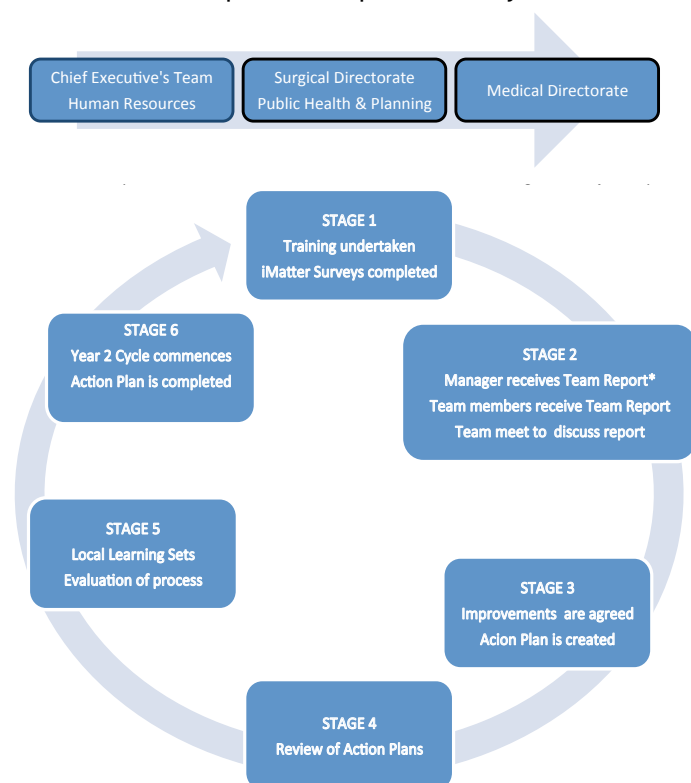 Chief Executive's Team
Human Resources
Surgical Directorate
Public Health & Planning
Medical Directorate
STAGE 1
Training undertaken
iMatter Surveys completed
STAGE 2
Manager receives Team Report*
Team members receive Team Report
Team meet to discuss report
STAGE 3
Improvements are agreed
Acion Plan is created
STAGE 4
Review of Action Plans
STAGE 5
Local Learning Sets
Evaluation of process
STAGE 6
Year 2 Cycle commences
Action Plan is completed